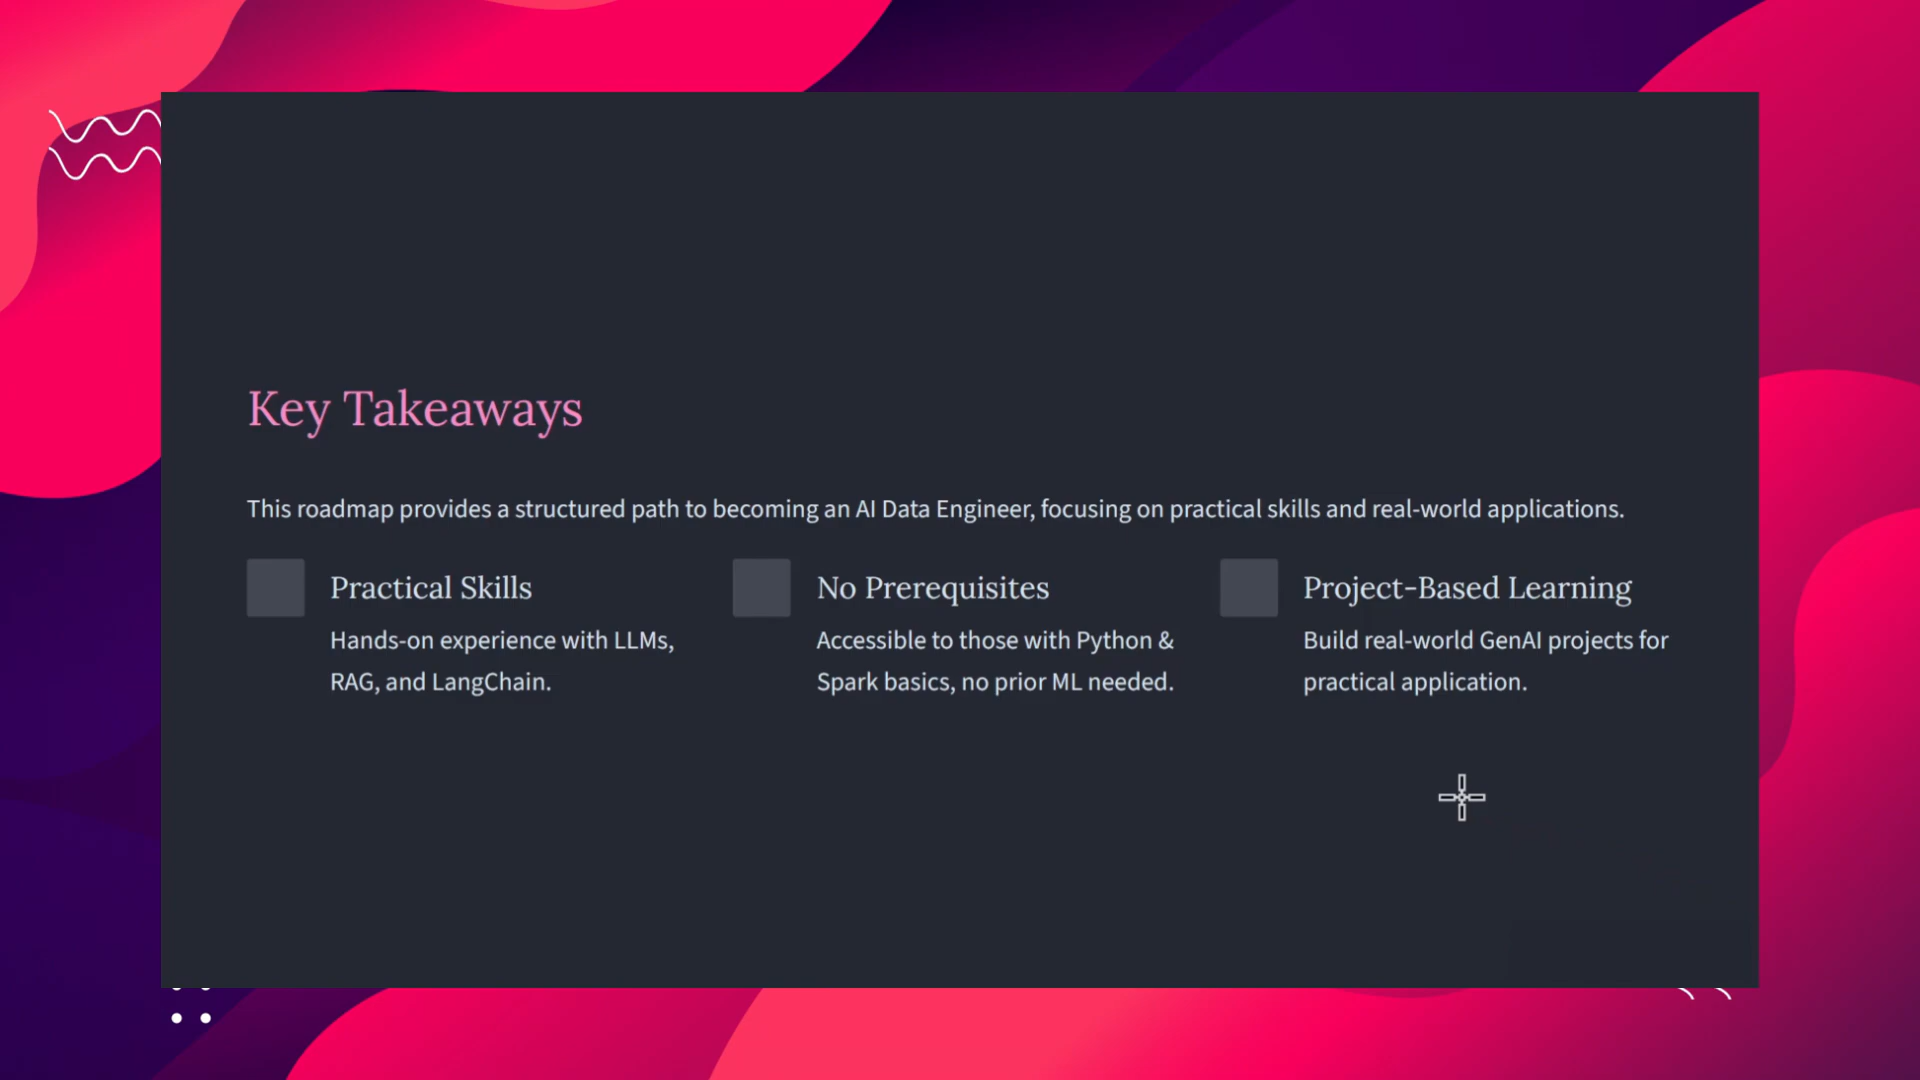 Key Takeaways
This roadmap provides a structured path to becoming an AI Data Engineer, focusing on practical skills and real-world applications.
Practical Skills
Hands-on experience with LLMs,
RAG, and LangChain.
No Prerequisites
Accessible to those with Python &
Spark basics, no prior ML needed.
Project-Based Learning
Build real-world GenAI projects for
practical application.